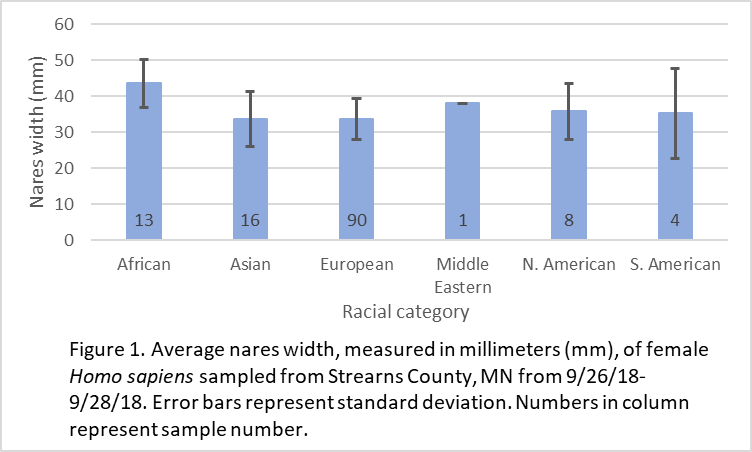 60
50
40
30
20
10
0
Nares width (mm)
13 16 90 1 8 4
African Asian European Middle Eastern N. American S. American
Racial category
Figure 1. Average nares width, measured in millimeters (mm), of female
Homo sapiens sampled from Strearns County, MN from 9/26/18-
9/28/18. Error bars represent standard deviation. Numbers in column
represent sample number.